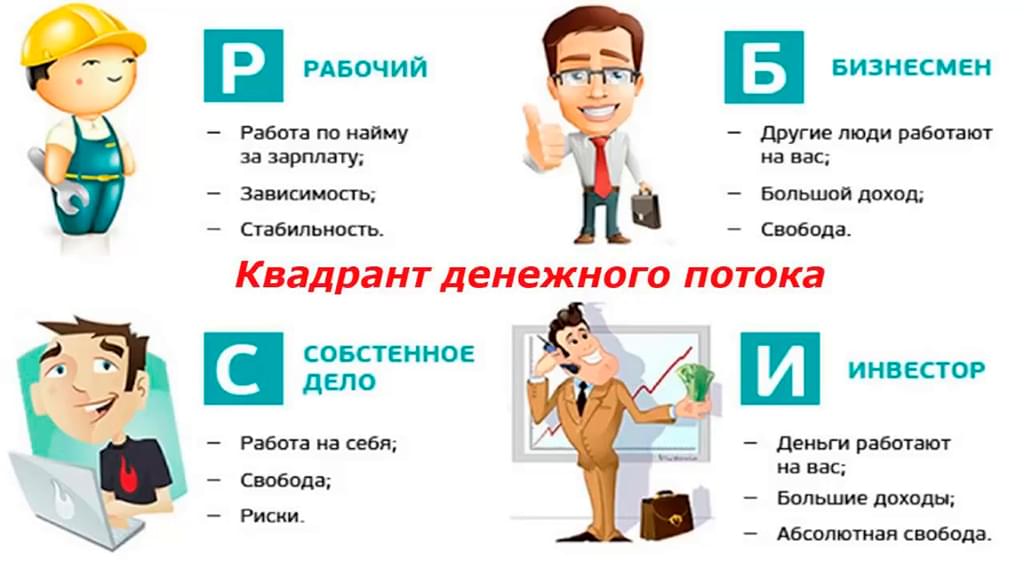 Р
РАБОЧИЙ
– Работа по найму
за зарплату;
– Зависимость;
– Стабильность.
Б
БИЗНЕСМЕН
– Другие люди работают
на вас;
– Большой доход;
– Свобода.
Квадрант денежного потока
С
СОБСТЕННОЕ
ДЕЛО
– Работа на себя;
– Свобода;
– Риски.
И
ИНВЕСТОР
– Деньги работают
на вас;
– Большие доходы;
– Абсолютная свобода.